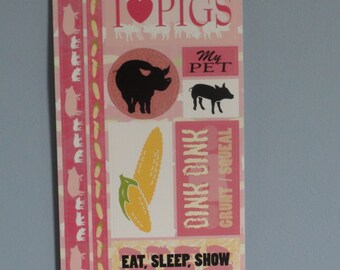 I ♥ PIGS
My
PET
OINK OINK
GRUNT / SQUEAL
EAT, SLEEP, SHOW